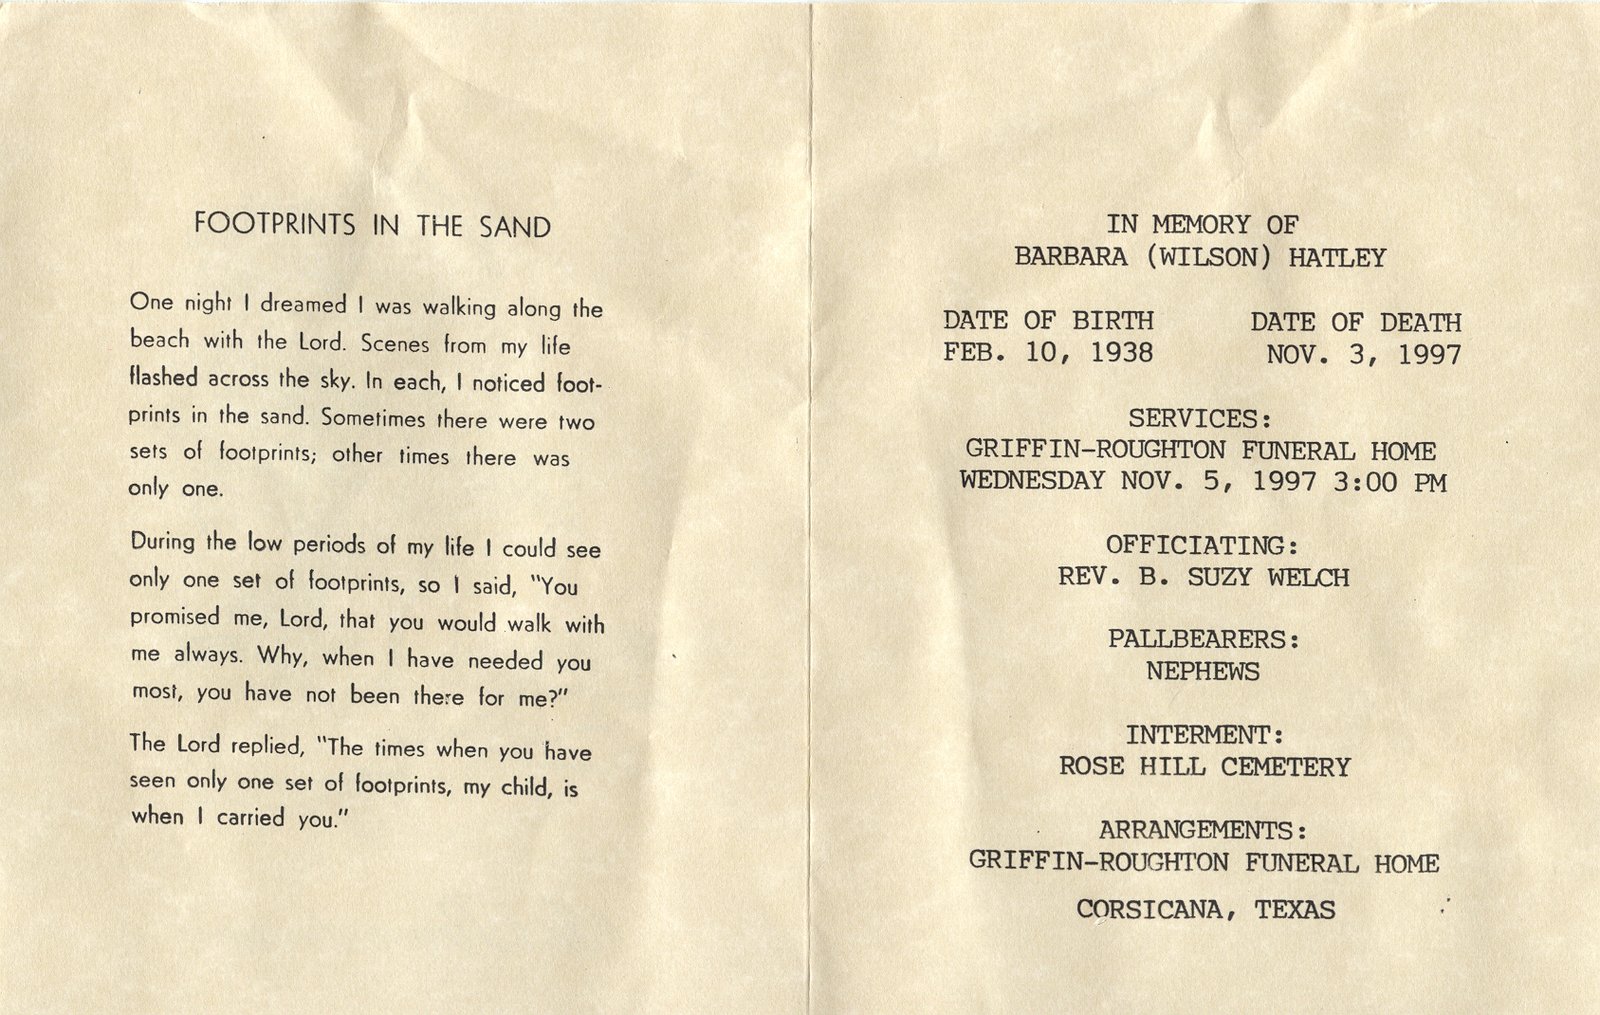 FOOTPRINTS IN THE SAND
One night I dreamed I was walking along the
beach with the Lord. Scenes from my life
flashed across the sky. In each, I noticed foot-
prints in the sand. Sometimes there were two
sets of footprints; other times there was
only one.
During the low periods of my life I could see
only one set of footprints, so I said, "You
promised me, Lord, that you would walk with
me always. Why, when I have needed you
most, you have not been there for me?"
The Lord replied, "The times when you have
seen only one set of footprints, my child, is
when I carried you."
IN MEMORY OF
BARBARA (WILSON) HATLEY
DATE OF BIRTH DATE OF DEATH
FEB. 10, 1938 NOV. 3, 1997
SERVICES:
GRIFFIN-ROUGHTON FUNERAL HOME
WEDNESDAY NOV. 5, 1997 3:00 PM
OFFICIATING:
REV. B. SUZY WELCH
PALLBEARERS:
NEPHEWS
INTERMENT:
ROSE HILL CEMETERY
ARRANGEMENTS:
GRIFFIN-ROUGHTON FUNERAL HOME
CORSICANA, TEXAS